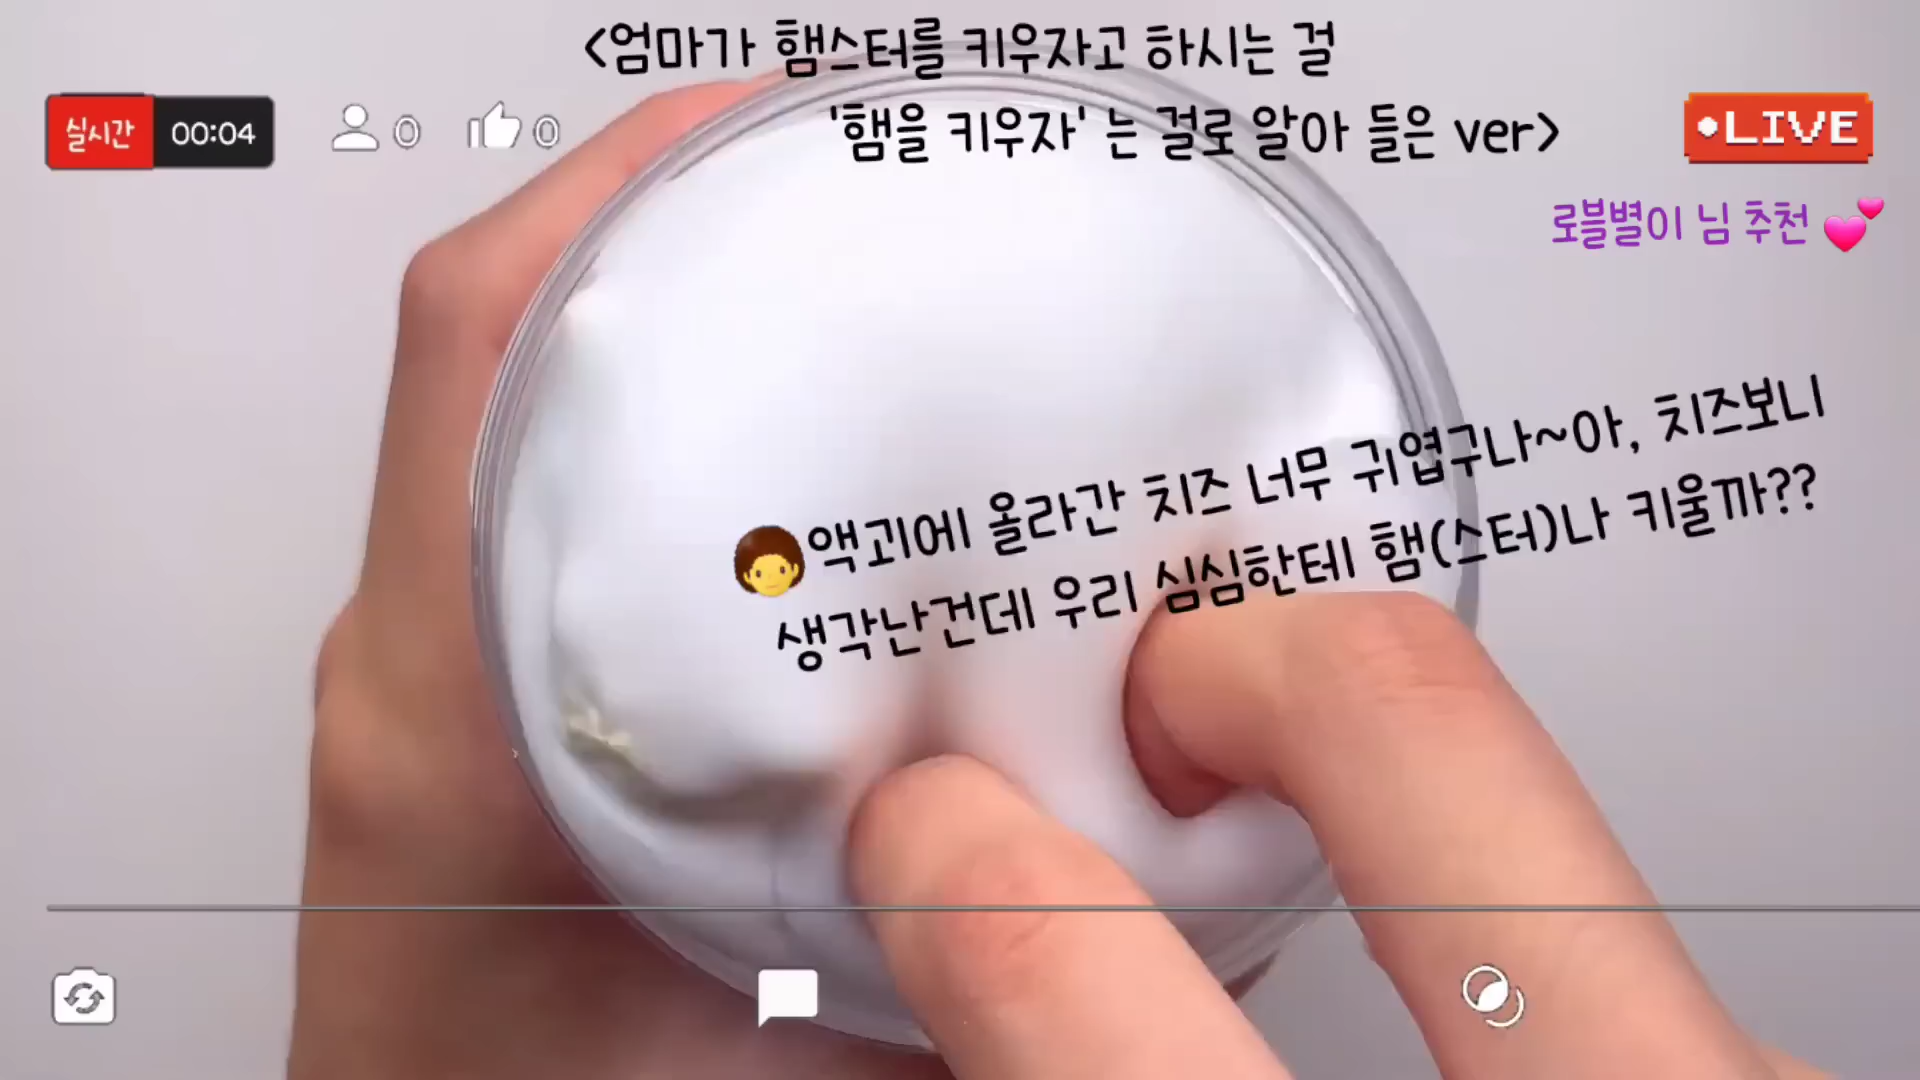 <엄마가 햄스터를 키우자고 하시는 걸
'햄을 키우자' 는 걸로 알아 들은 ver>
실시간 00:04 0 0
LIVE
로블별이 님 추천 💕
액괴에 올라간 치즈 너무 귀엽구나~아, 치즈보니
생각난건데 우리 심심한테 햄(스터)나 키울까??